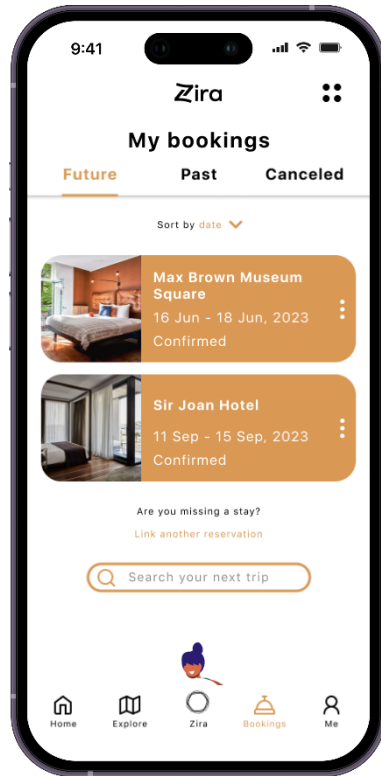 9:41
Zira
My bookings
Future Past Canceled
Sort by date
Max Brown Museum
Square
16 Jun - 18 Jun, 2023
Confirmed
Sir Joan Hotel
11 Sep - 15 Sep, 2023
Confirmed
Are you missing a stay?
Link another reservation
Search your next trip
Home Explore Zira Bookings Me